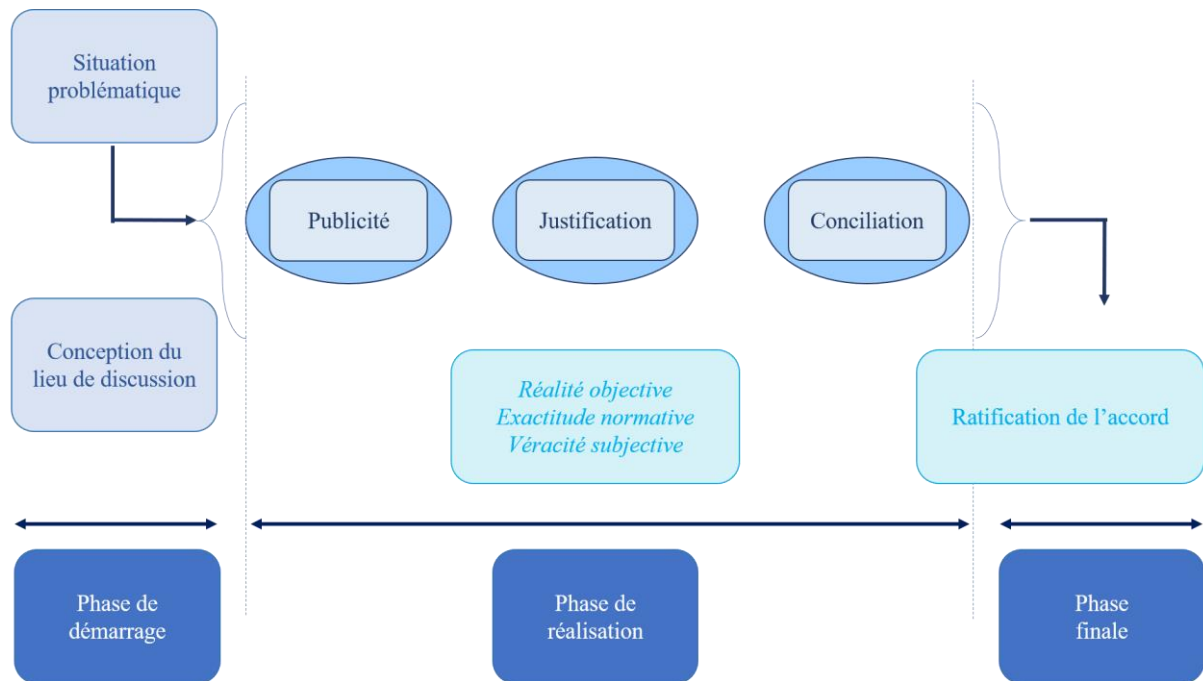 Situation
problématique
Publicité
Justification
Conciliation
Conception du
lieu de discussion
Réalité objective
Exactitude normative
Véracité subjective
Ratification de l’accord
Phase de
démarrage
Phase de
réalisation
Phase
finale